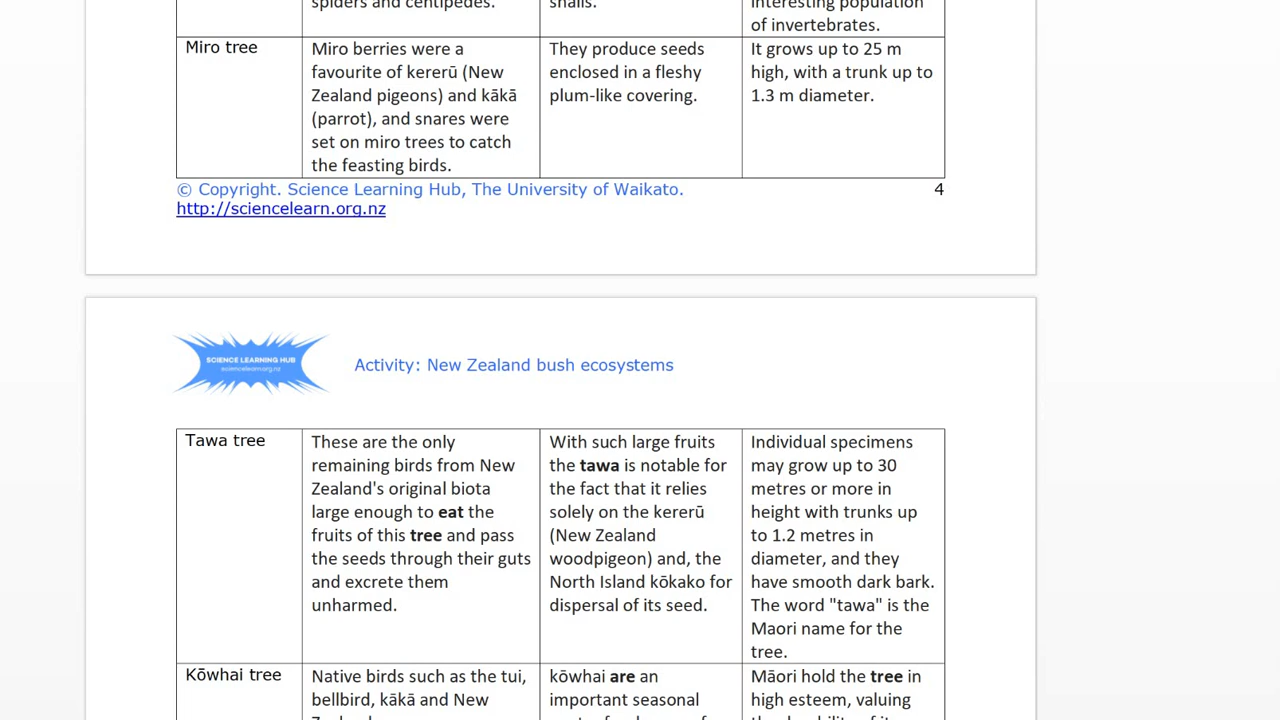 spiders and centipedes.
snails.
interesting population
of invertebrates.
Miro tree
Miro berries were a
favourite of kererū (New
Zealand pigeons) and kākā
(parrot), and snares were
set on miro trees to catch
the feasting birds.
They produce seeds
enclosed in a fleshy
plum-like covering.
It grows up to 25 m
high, with a trunk up to
1.3 m diameter.
© Copyright. Science Learning Hub, The University of Waikato.
4
http://sciencelearn.org.nz
SCIENCE LEARNING HUB
sciencelearn.org.nz
Activity: New Zealand bush ecosystems
Tawa tree
These are the only
remaining birds from New
Zealand's original biota
large enough to eat the
fruits of this tree and pass
the seeds through their guts
and excrete them
unharmed.
With such large fruits
the tawa is notable for
the fact that it relies
solely on the kererū
(New Zealand
woodpigeon) and, the
North Island kōkako for
dispersal of its seed.
Individual specimens
may grow up to 30
metres or more in
height with trunks up
to 1.2 metres in
diameter, and they
have smooth dark bark.
The word "tawa" is the
Maori name for the
tree.
Kōwhai tree
Native birds such as the tui,
bellbird, kākā and New
kōwhai are an
important seasonal
Māori hold the tree in
high esteem, valuing